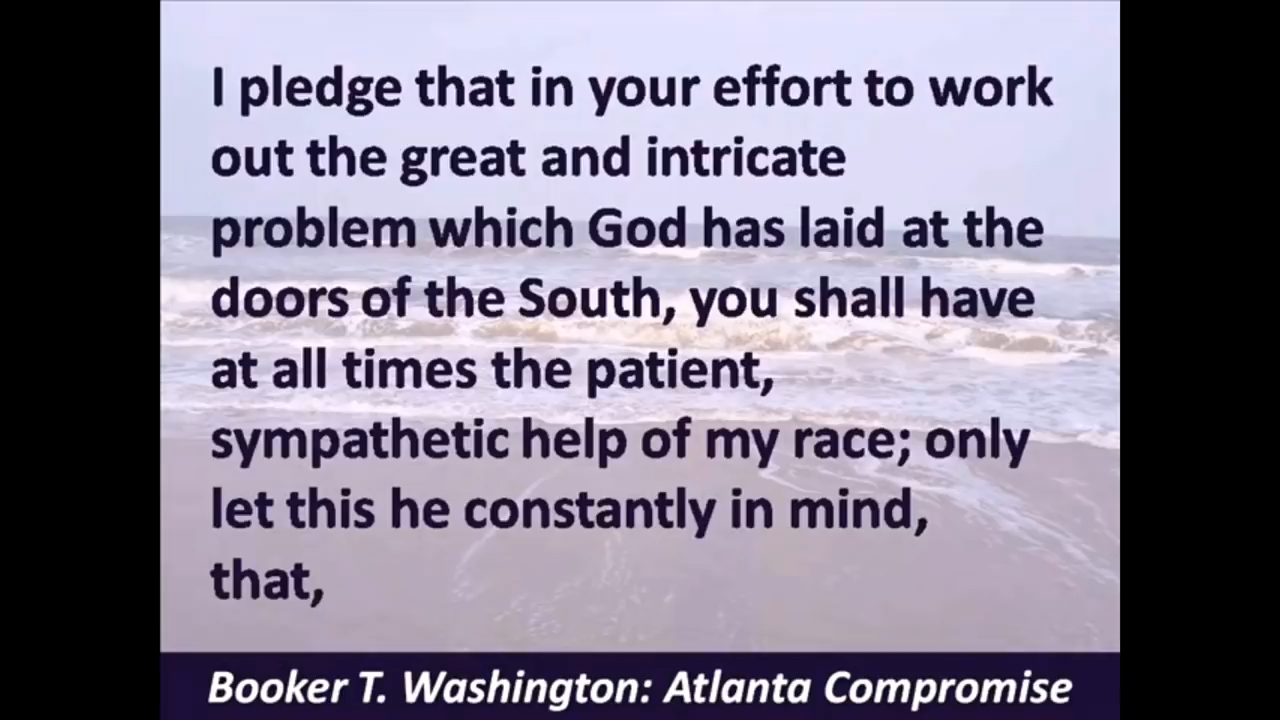 I pledge that in your effort to work
out the great and intricate
problem which God has laid at the
doors of the South, you shall have
at all times the patient,
sympathetic help of my race; only
let this he constantly in mind,
that,
Booker T. Washington: Atlanta Compromise